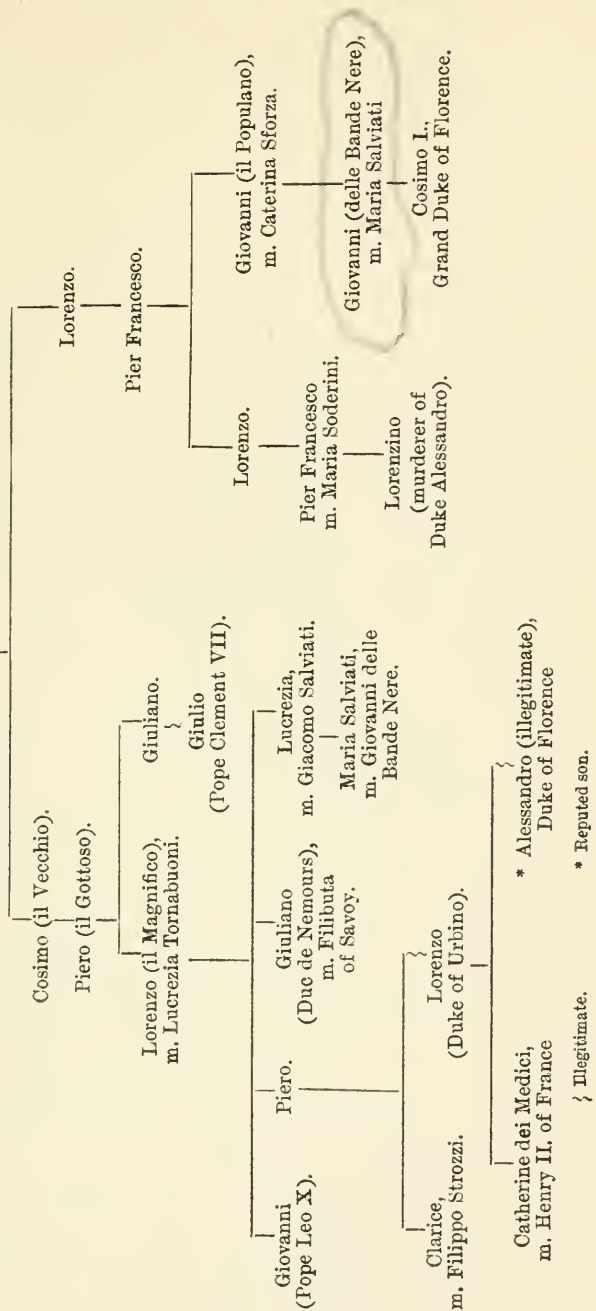 Cosimo (il Vecchio).
Piero (il Gottoso).
Lorenzo (il Magnifico),
m. Lucrezia Tornabuoni.
Giuliano.
Giulio
(Pope Clement VII).
Giovanni
(Pope Leo X).
Piero.
Giuliano
(Duc de Nemours),
m. Filibuta
of Savoy.
Lucrezia,
m. Giacomo Salviati.
Maria Salviati,
m. Giovanni delle
Bande Nere.
Clarice,
m. Filippo Strozzi.
Lorenzo
(Duke of Urbino).
Catherine dei Medici,
m. Henry II. of France
* Alessandro (illegitimate),
Duke of Florence
Lorenzo.
Pier Francesco.
Lorenzo.
Pier Francesco
m. Maria Soderini.
Lorenzino
(murderer of
Duke Alessandro).
Giovanni (il Populano),
m. Caterina Sforza.
Giovanni (delle Bande Nere),
m. Maria Salviati
Cosimo I.,
Grand Duke of Florence.
} Illegitimate.
* Reputed son.